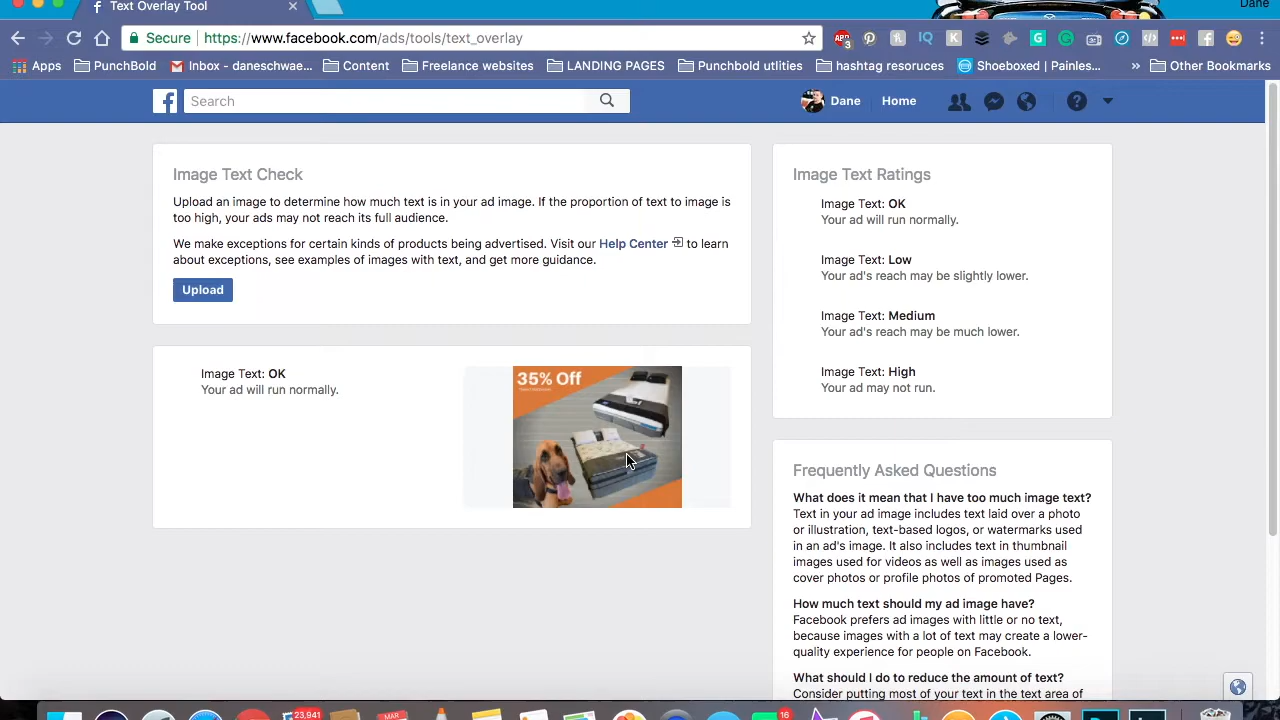 Text Overlay Tool
Dane
Secure
https://www.facebook.com/ads/tools/text_overlay
Apps
PunchBold
Inbox - daneschwae...
Content
Freelance websites
LANDING PAGES
Punchbold utlities
hashtag resoruces
Shoeboxed | Painles...
»
Other Bookmarks
Search
Dane
Home
Image Text Check
Upload an image to determine how much text is in your ad image. If the proportion of text to image is
too high, your ads may not reach its full audience.
We make exceptions for certain kinds of products being advertised. Visit our Help Center to learn
about exceptions, see examples of images with text, and get more guidance.
Upload
Image Text: OK
Your ad will run normally.
35% Off
Image Text Ratings
Image Text: OK
Your ad will run normally.
Image Text: Low
Your ad's reach may be slightly lower.
Image Text: Medium
Your ad's reach may be much lower.
Image Text: High
Your ad may not run.
Frequently Asked Questions
What does it mean that I have too much image text?
Text in your ad image includes text laid over a photo
or illustration, text-based logos, or watermarks used
in an ad's image. It also includes text in thumbnail
images used for videos as well as images used as
cover photos or profile photos of promoted Pages.
How much text should my ad image have?
Facebook prefers ad images with little or no text,
because images with a lot of text may create a lower-
quality experience for people on Facebook.
What should I do to reduce the amount of text?
Consider putting most of your text in the text area of
23,941
MAR
16